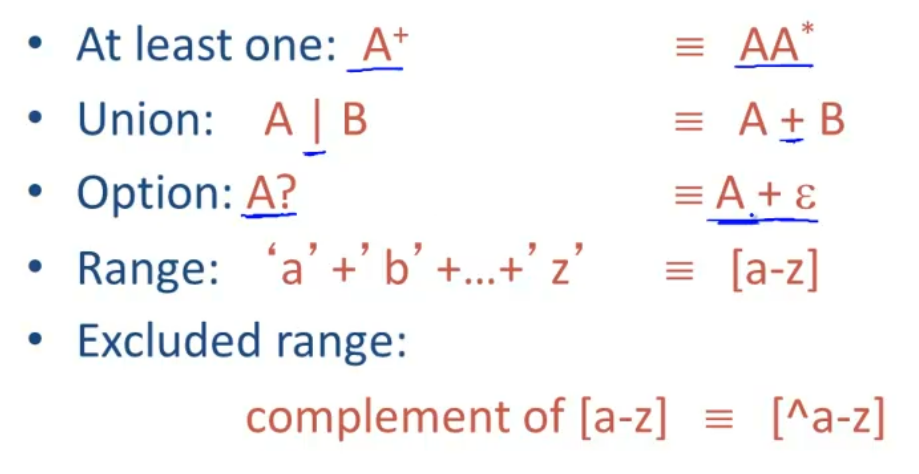 • At least one: A⁺ ≡ AA*
• Union: A | B ≡ A + B
• Option: A? ≡ A + ε
• Range: ‘a’ +’ b’ +...+’ z’ ≡ [a-z]
• Excluded range:
complement of [a-z] ≡ [^a-z]